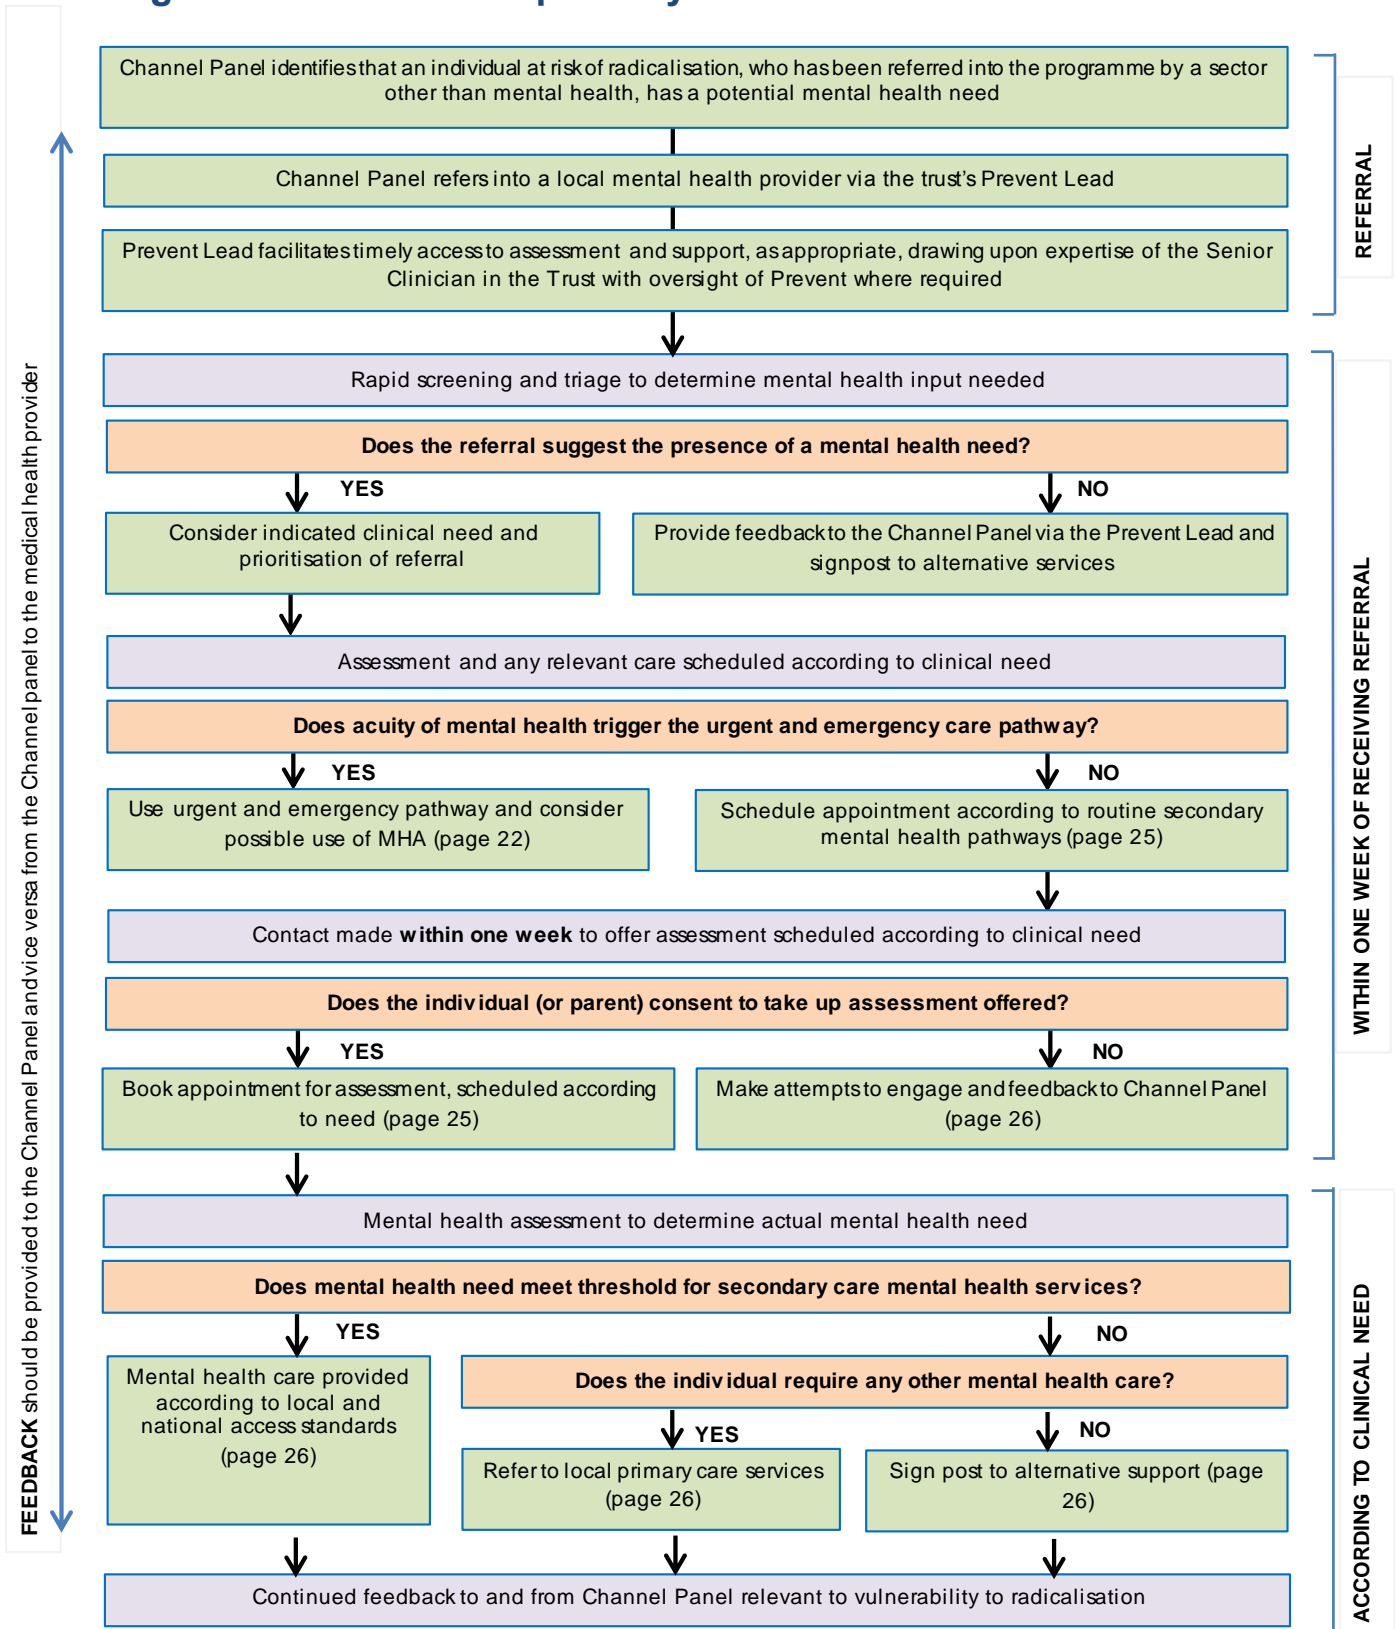 Channel Panel identifies that an individual at risk of radicalisation, who has been referred into the programme by a sector
other than mental health, has a potential mental health need
Channel Panel refers into a local mental health provider via the trust's Prevent Lead
Prevent Lead facilitates timely access to assessment and support, as appropriate, drawing upon expertise of the Senior
Clinician in the Trust with oversight of Prevent where required
REFERRAL
Rapid screening and triage to determine mental health input needed
Does the referral suggest the presence of a mental health need?
YES
NO
Consider indicated clinical need and
prioritisation of referral
Provide feedback to the Channel Panel via the Prevent Lead and
signpost to alternative services
Assessment and any relevant care scheduled according to clinical need
Does acuity of mental health trigger the urgent and emergency care pathway?
YES
NO
Use urgent and emergency pathway and consider
possible use of MHA (page 22)
Schedule appointment according to routine secondary
mental health pathways (page 25)
Contact made within one week to offer assessment scheduled according to clinical need
Does the individual (or parent) consent to take up assessment offered?
YES
NO
Book appointment for assessment, scheduled according
to need (page 25)
Make attempts to engage and feedback to Channel Panel
(page 26)
WITHIN ONE WEEK OF RECEIVING REFERRAL
Mental health assessment to determine actual mental health need
Does mental health need meet threshold for secondary care mental health services?
YES
NO
Mental health care provided
according to local and
national access standards
(page 26)
Does the individual require any other mental health care?
YES
NO
Refer to local primary care services
(page 26)
Sign post to alternative support (page
26)
Continued feedback to and from Channel Panel relevant to vulnerability to radicalisation
ACCORDING TO CLINICAL NEED
FEEDBACK should be provided to the Channel Panel and vice versa from the Channel panel to the medical health provider